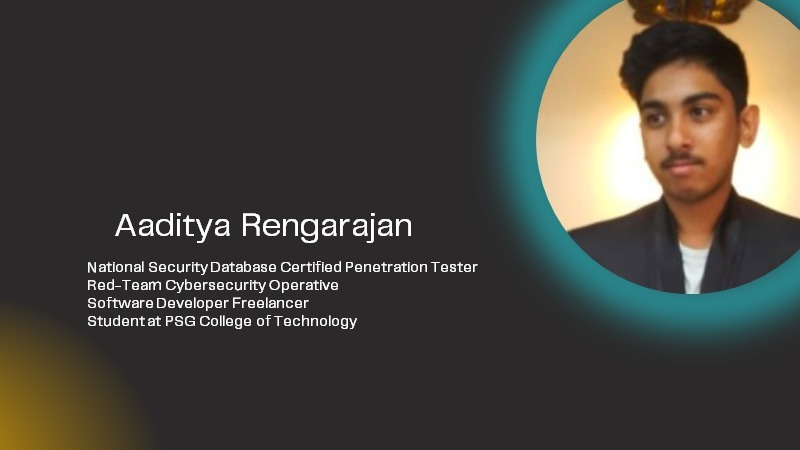 Aaditya Rengarajan
National Security Database Certified Penetration Tester
Red-Team Cybersecurity Operative
Software Developer Freelancer
Student at PSG College of Technology